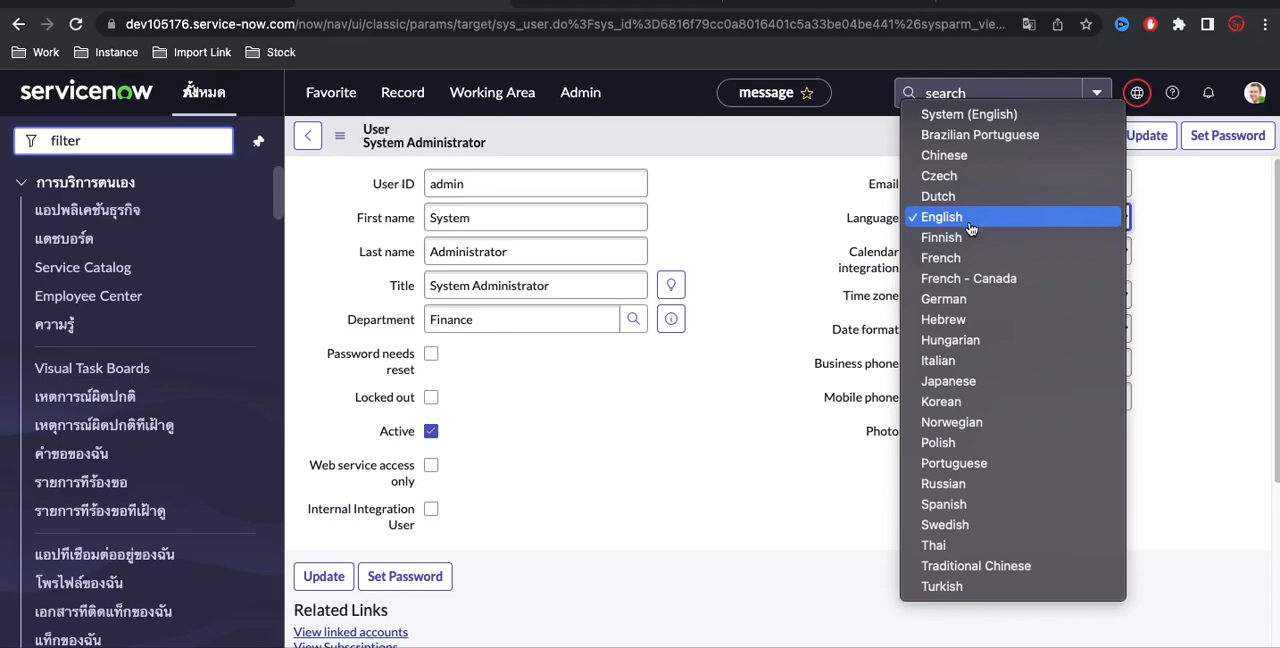 dev105176.service-now.com/now/nav/ui/classic/params/target/sys_user.do%3Fsys_id%3D6816f79cc0a8016401c5a33be04be441%26sysparm_vie...
Work Instance Import Link Stock
servicenow ทั้งหมด Favorite Record Working Area Admin message search
filter
การบริการตนเอง
แอปพลิเคชันธุรกิจ
แดชบอร์ด
Service Catalog
Employee Center
ความรู้
Visual Task Boards
เหตุการณ์ผิดปกติ
เหตุการณ์ผิดปกติที่เฝ้าดู
คำขอของฉัน
รายการที่ร้องขอ
รายการที่ร้องขอที่เฝ้าดู
แอปที่เชื่อมต่ออยู่ของฉัน
โพรไฟล์ของฉัน
เอกสารที่ติดแท็กของฉัน
แท็กของฉัน
User
System Administrator
Update Set Password
User ID admin
First name System
Last name Administrator
Title System Administrator
Department Finance
Password needs
reset
Locked out
Active
Web service access
only
Internal Integration
User
Update Set Password
Related Links
View linked accounts
View Subscriptions
Email
Language
Calendar
integration
Time zone
Date format
Business phone
Mobile phone
Photo
System (English)
Brazilian Portuguese
Chinese
Czech
Dutch
✓ English
Finnish
French
French - Canada
German
Hebrew
Hungarian
Italian
Japanese
Korean
Norwegian
Polish
Portuguese
Russian
Spanish
Swedish
Thai
Traditional Chinese
Turkish